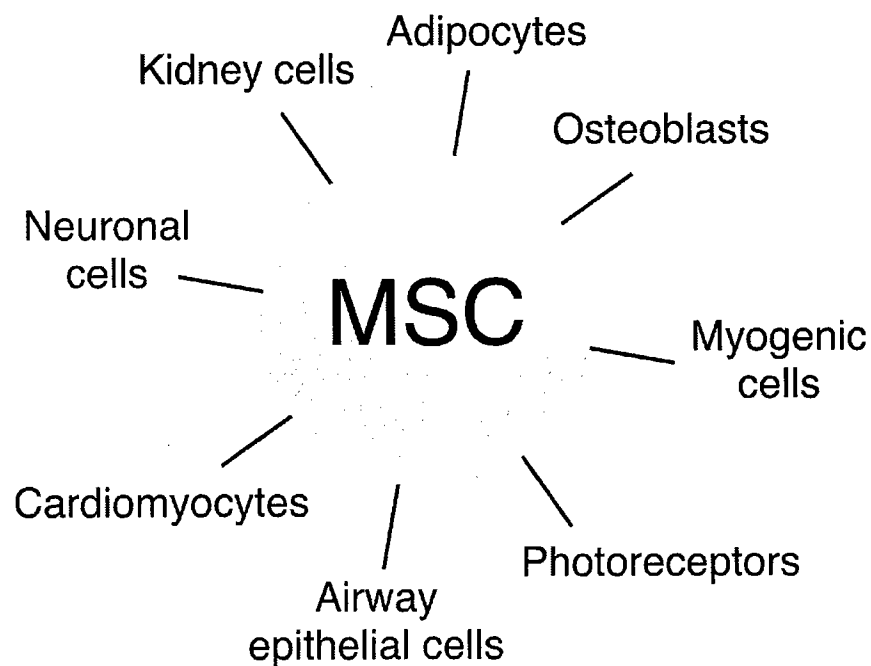 Adipocytes
Kidney cells
Osteoblasts
Neuronal
cells
MSC
Myogenic
cells
Cardiomyocytes
Photoreceptors
Airway
epithelial cells